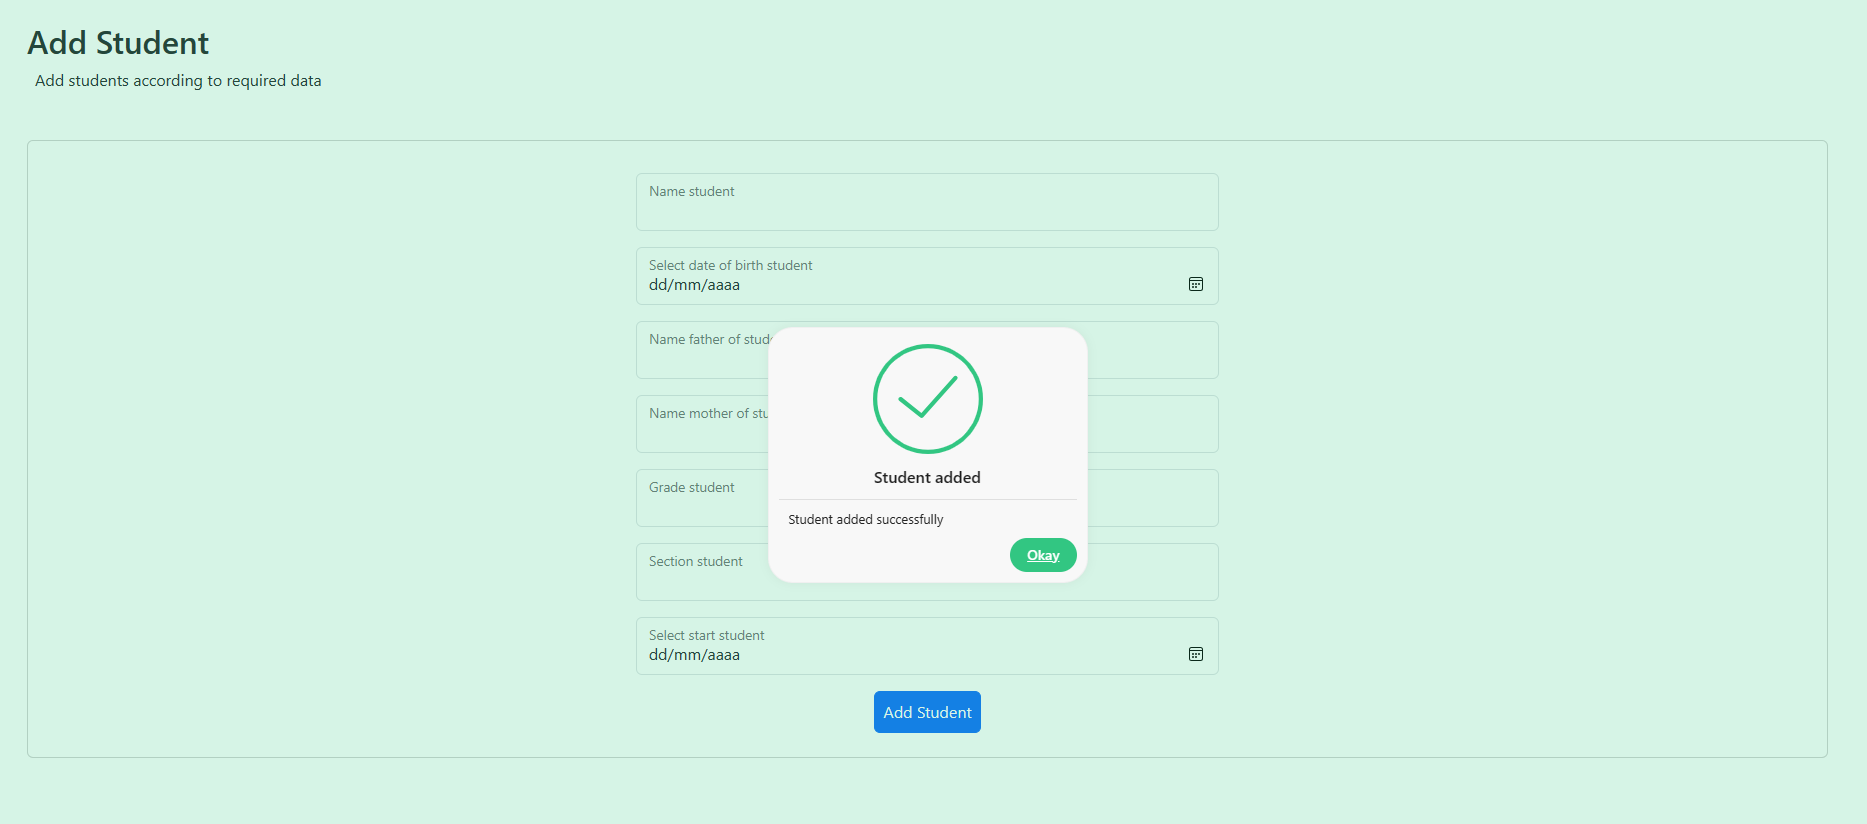 Add Student
Add students according to required data
Name student
Select date of birth student
dd/mm/aaaa
Name father of
Name mother of
Student added
Student added successfully
Okay
Grade student
Section student
Select start student
dd/mm/aaaa
Add Student